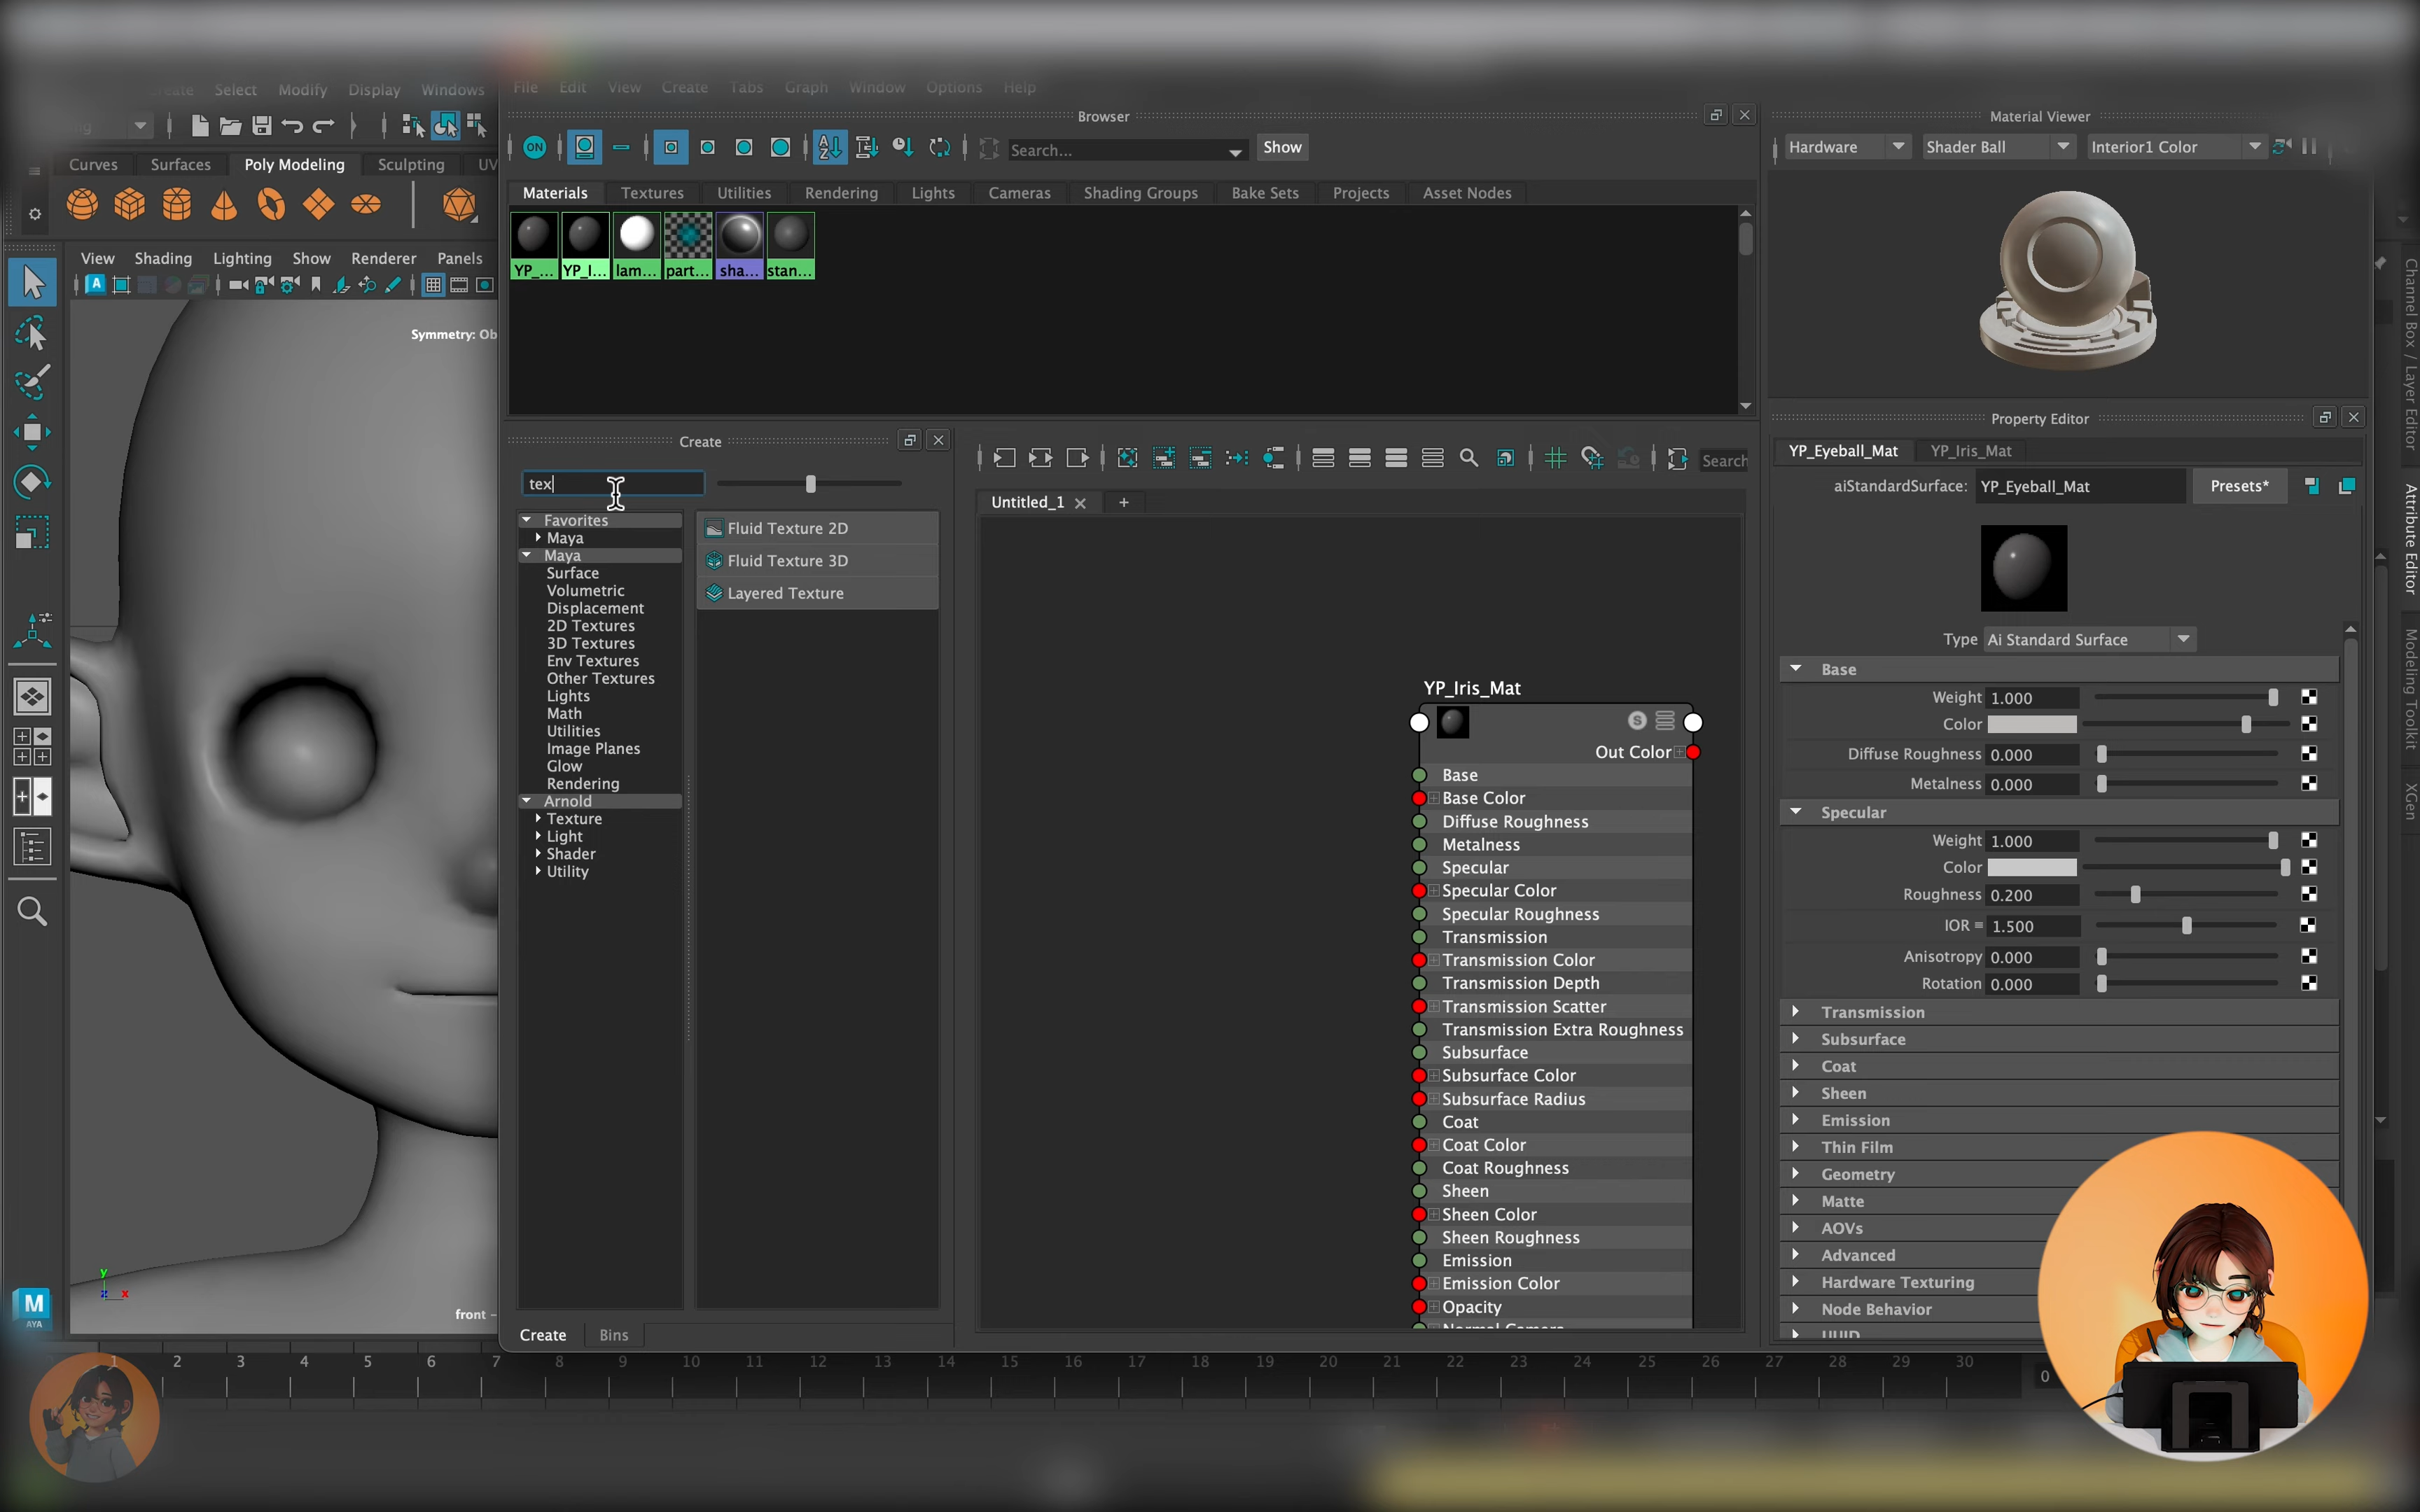 Select Modify Display Windows
File Edit View Create Tabs Graph Window Options Help
Browser
Material Viewer
ON
Search...
Show
Hardware
Shader Ball
Interior1 Color
Curves Surfaces Poly Modeling Sculpting UV
Materials Textures Utilities Rendering Lights Cameras Shading Groups Bake Sets Projects Asset Nodes
YP_... YP_I... lam... part... sha... stan...
View Shading Lighting Show Renderer Panels
Symmetry: Ob
Create
tex
Favorites
Maya
Maya
Surface
Volumetric
Displacement
2D Textures
3D Textures
Env Textures
Other Textures
Lights
Math
Utilities
Image Planes
Glow
Rendering
Arnold
Texture
Light
Shader
Utility
Fluid Texture 2D
Fluid Texture 3D
Layered Texture
Create Bins
Search
Untitled_1
YP_Iris_Mat
S
Out Color
Base
Base Color
Diffuse Roughness
Metalness
Specular
Specular Color
Specular Roughness
Transmission
Transmission Color
Transmission Depth
Transmission Scatter
Transmission Extra Roughness
Subsurface
Subsurface Color
Subsurface Radius
Coat
Coat Color
Coat Roughness
Sheen
Sheen Color
Sheen Roughness
Emission
Emission Color
Opacity
Property Editor
YP_Eyeball_Mat YP_Iris_Mat
aiStandardSurface: YP_Eyeball_Mat
Presets*
Type Ai Standard Surface
Base
Weight 1.000
Color
Diffuse Roughness 0.000
Metalness 0.000
Specular
Weight 1.000
Color
Roughness 0.200
IOR = 1.500
Anisotropy 0.000
Rotation 0.000
Transmission
Subsurface
Coat
Sheen
Emission
Thin Film
Geometry
Matte
AOVs
Advanced
Hardware Texturing
Node Behavior
UUID
Channel Box / Layer Editor
Attribute Editor
Modeling Toolkit
XGen
y
z x
front –
M
AYA
1 2 3 4 5 6 7 8 9 10 11 12 13 14 15 16 17 18 19 20 21 22 23 24 25 26 27 28 29 30
0